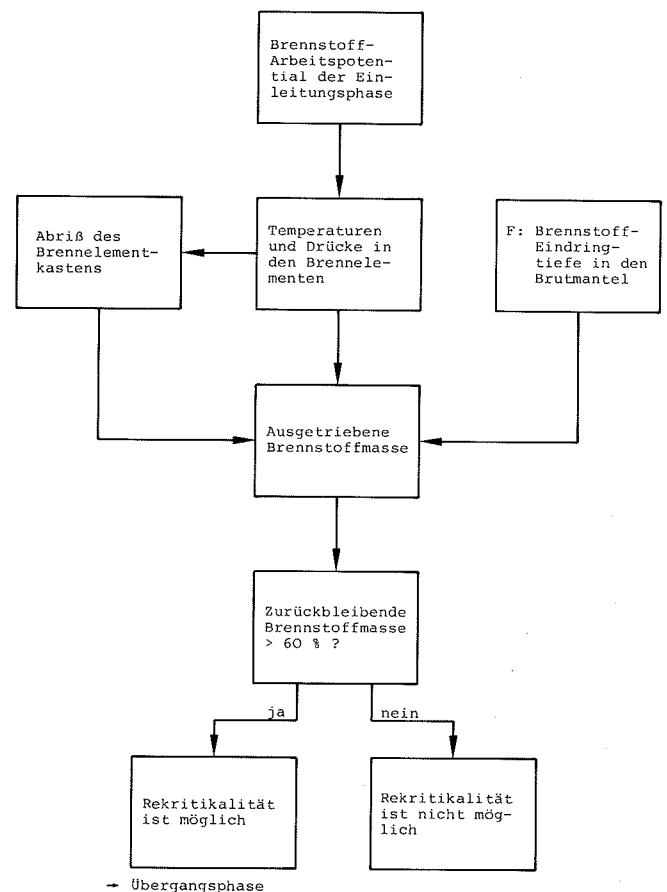 Brennstoff-
Arbeitspoten-
tial der Ein-
leitungsphase
Abriß des
Brennelement-
kastens
Temperaturen
und Drücke in
den Brennele-
menten
F: Brennstoff-
Eindring-
tiefe in den
Brutmantel
Ausgetriebene
Brennstoffmasse
Zurückbleibende
Brennstoffmasse
> 60 % ?
ja
nein
Rekritikalität
ist möglich
Rekritikalität
ist nicht mög-
lich
→ Übergangsphase